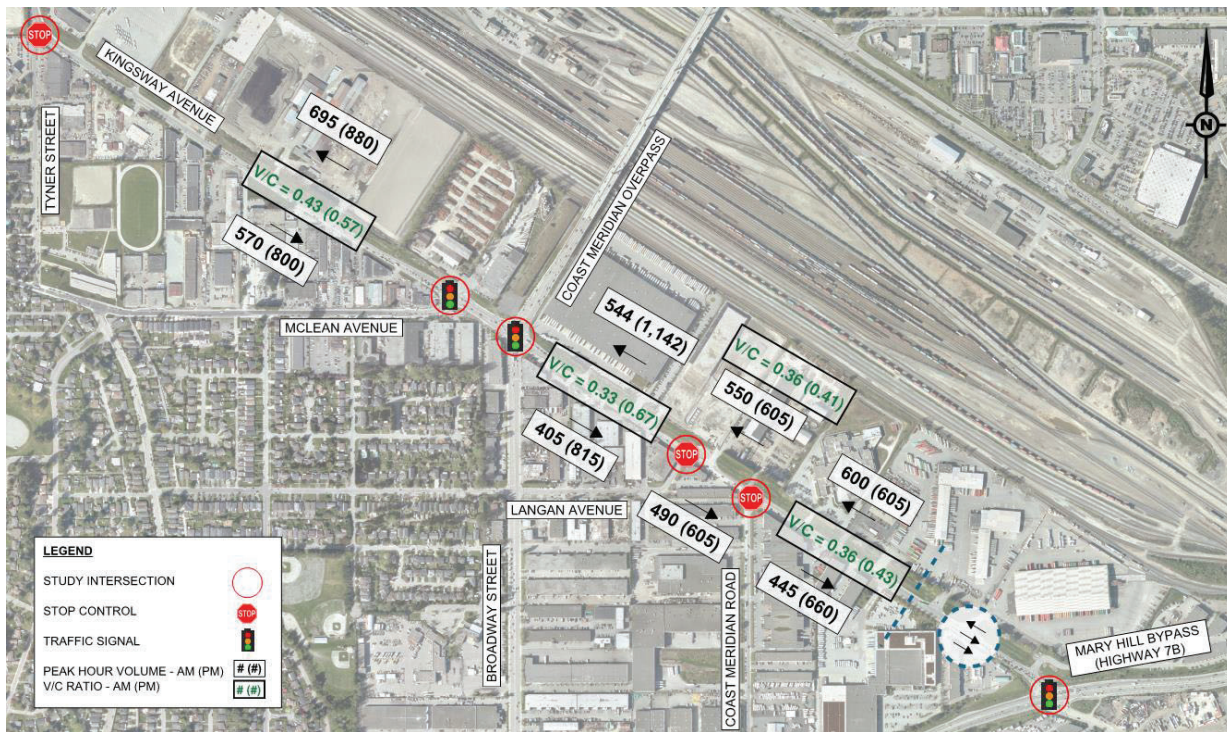 STOP
KINGSWAY AVENUE
TYNER STREET
695 (880)
V/C = 0.43 (0.57)
570 (800)
N
COAST MERIDIAN OVERPASS
MCLEAN AVENUE
544 (1,142)
V/C = 0.33 (0.67)
405 (815)
V/C = 0.36 (0.41)
550 (605)
STOP
600 (605)
STOP
LANGAN AVENUE
490 (605)
V/C = 0.36 (0.43)
445 (660)
BROADWAY STREET
COAST MERIDIAN ROAD
MARY HILL BYPASS
(HIGHWAY 7B)
LEGEND
STUDY INTERSECTION
STOP CONTROL
STOP
TRAFFIC SIGNAL
PEAK HOUR VOLUME - AM (PM)
# (#)
V/C RATIO - AM (PM)
# (#)